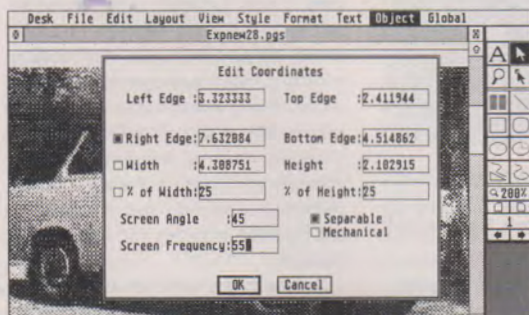 Desk File Edit Layout View Style Format Text Object Global
Expnew28.pgs
Edit Coordinates
Left Edge :3.323333 Top Edge :2.411944
Right Edge:7.632084 Bottom Edge:4.514862
Width :4.308751 Height :2.102915
% of Width:25 % of Height:25
Screen Angle :45 Separable
Mechanical
Screen Frequency:55
OK Cancel
A
200%
1